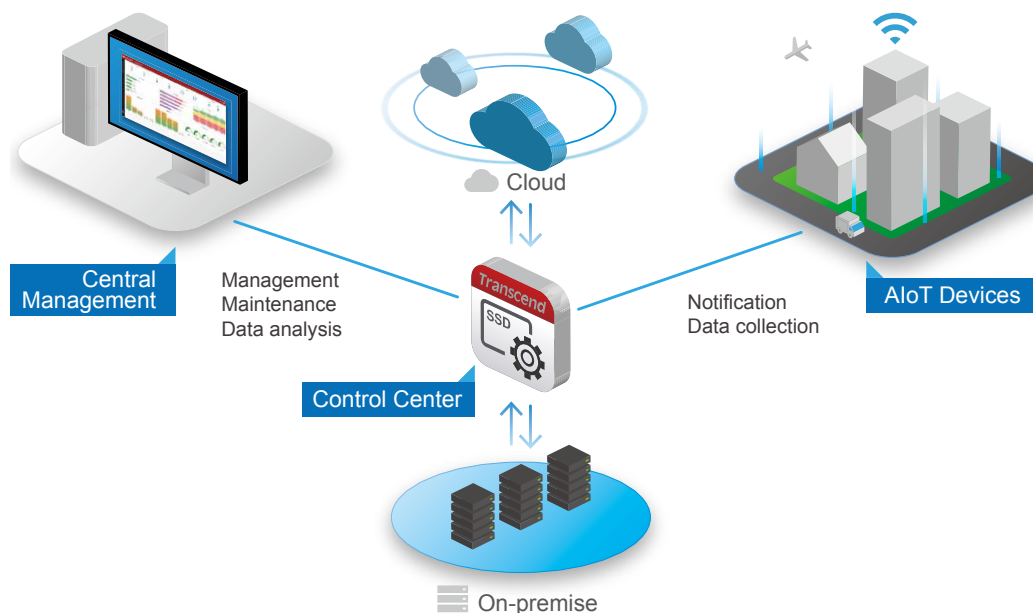 Cloud
Central
Management
Management
Maintenance
Data analysis
Transcend
SSD
Notification
Data collection
AIoT Devices
Control Center
On-premise